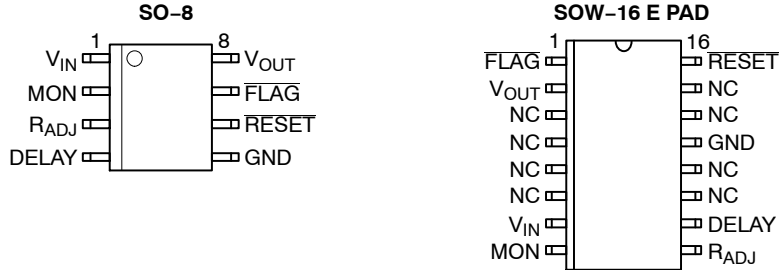 SO–8
1 8
VIN VOUT
MON FLAG
RADJ RESET
DELAY GND
SOW–16 E PAD
1 16
FLAG RESET
VOUT NC
NC NC
NC GND
NC NC
NC NC
VIN DELAY
MON RADJ